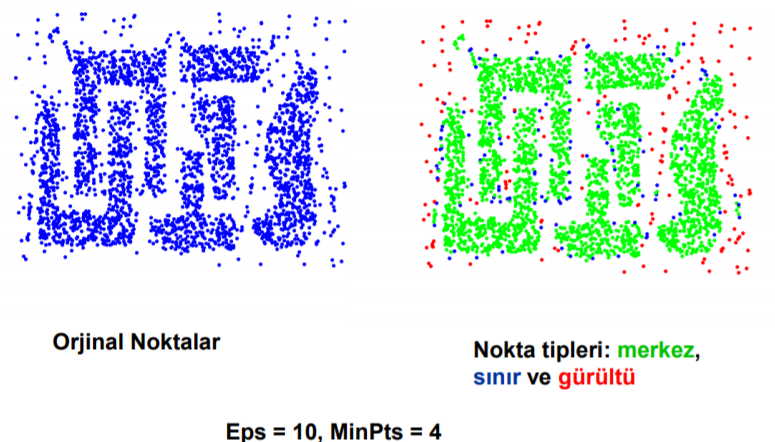 Orjinal Noktalar
Nokta tipleri: merkez,
sınır ve gürültü
Eps = 10, MinPts = 4